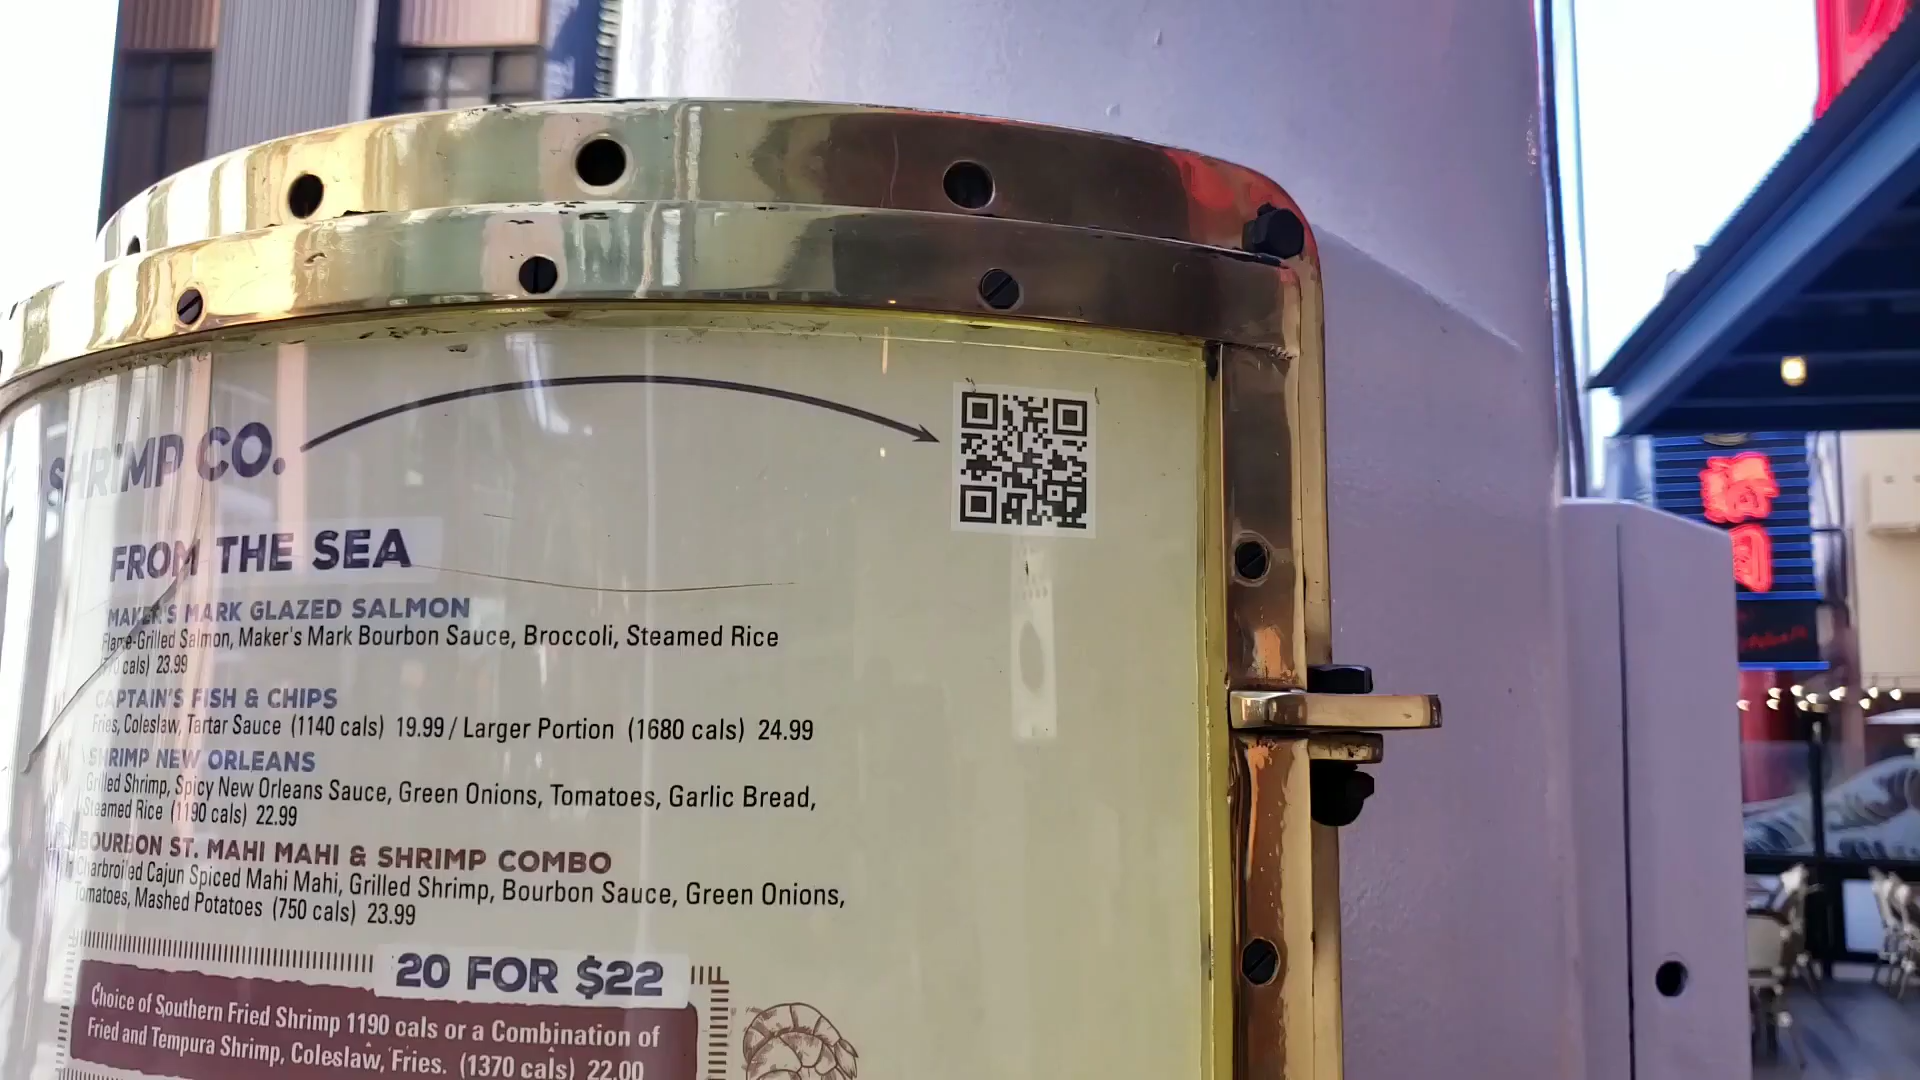 SHRIMP CO.
FROM THE SEA
MAKER'S MARK GLAZED SALMON
Flame-Grilled Salmon, Maker's Mark Bourbon Sauce, Broccoli, Steamed Rice
cals) 23.99
CAPTAIN'S FISH & CHIPS
Fries, Coleslaw, Tartar Sauce (1140 cals) 19.99 / Larger Portion (1680 cals) 24.99
SHRIMP NEW ORLEANS
Grilled Shrimp, Spicy New Orleans Sauce, Green Onions, Tomatoes, Garlic Bread,
Steamed Rice (1190 cals) 22.99
BOURBON ST. MAHI MAHI & SHRIMP COMBO
Charbroiled Cajun Spiced Mahi Mahi, Grilled Shrimp, Bourbon Sauce, Green Onions,
Tomatoes, Mashed Potatoes (750 cals) 23.99
20 FOR $22
Choice of Southern Fried Shrimp 1190 cals or a Combination of
Fried and Tempura Shrimp, Coleslaw, Fries. (1370 cals) 22.00